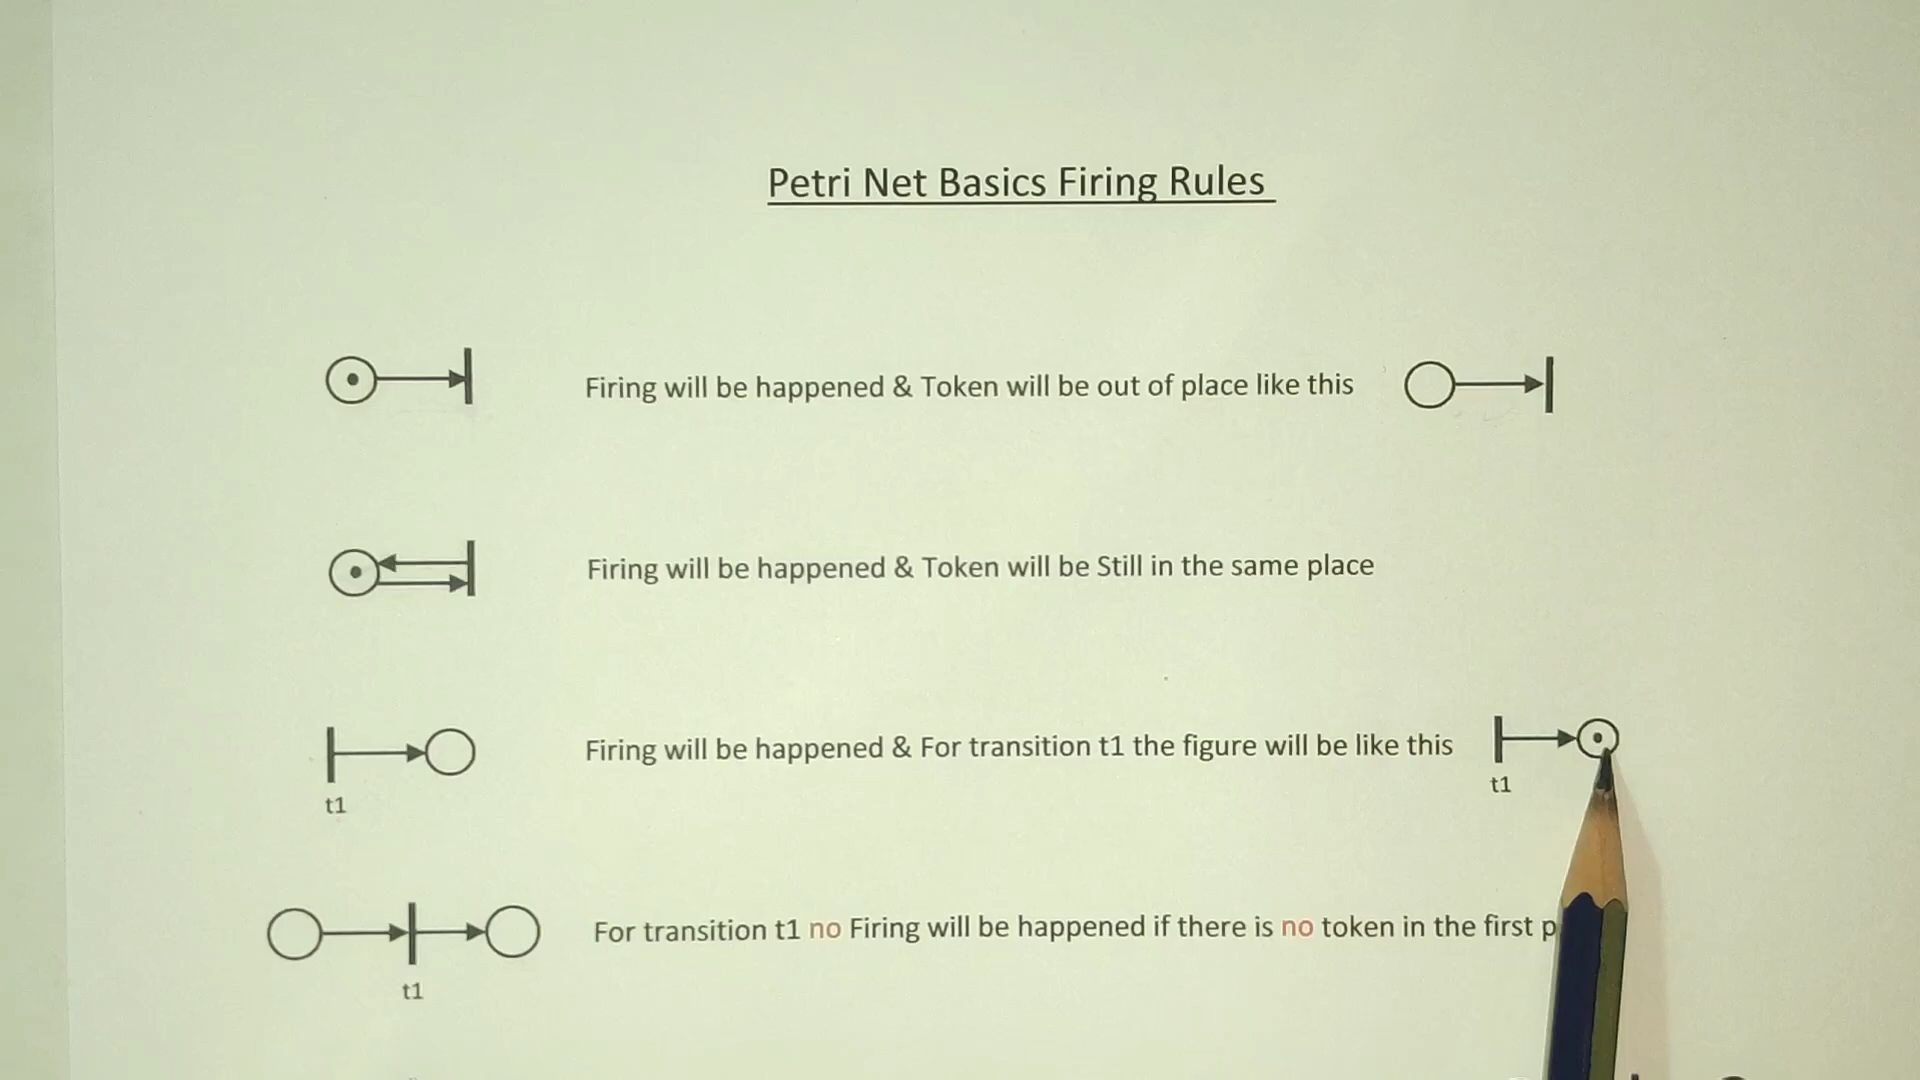 Petri Net Basics Firing Rules
Firing will be happened & Token will be out of place like this
Firing will be happened & Token will be Still in the same place
Firing will be happened & For transition t1 the figure will be like this
t1
t1
For transition t1 no Firing will be happened if there is no token in the first
t1